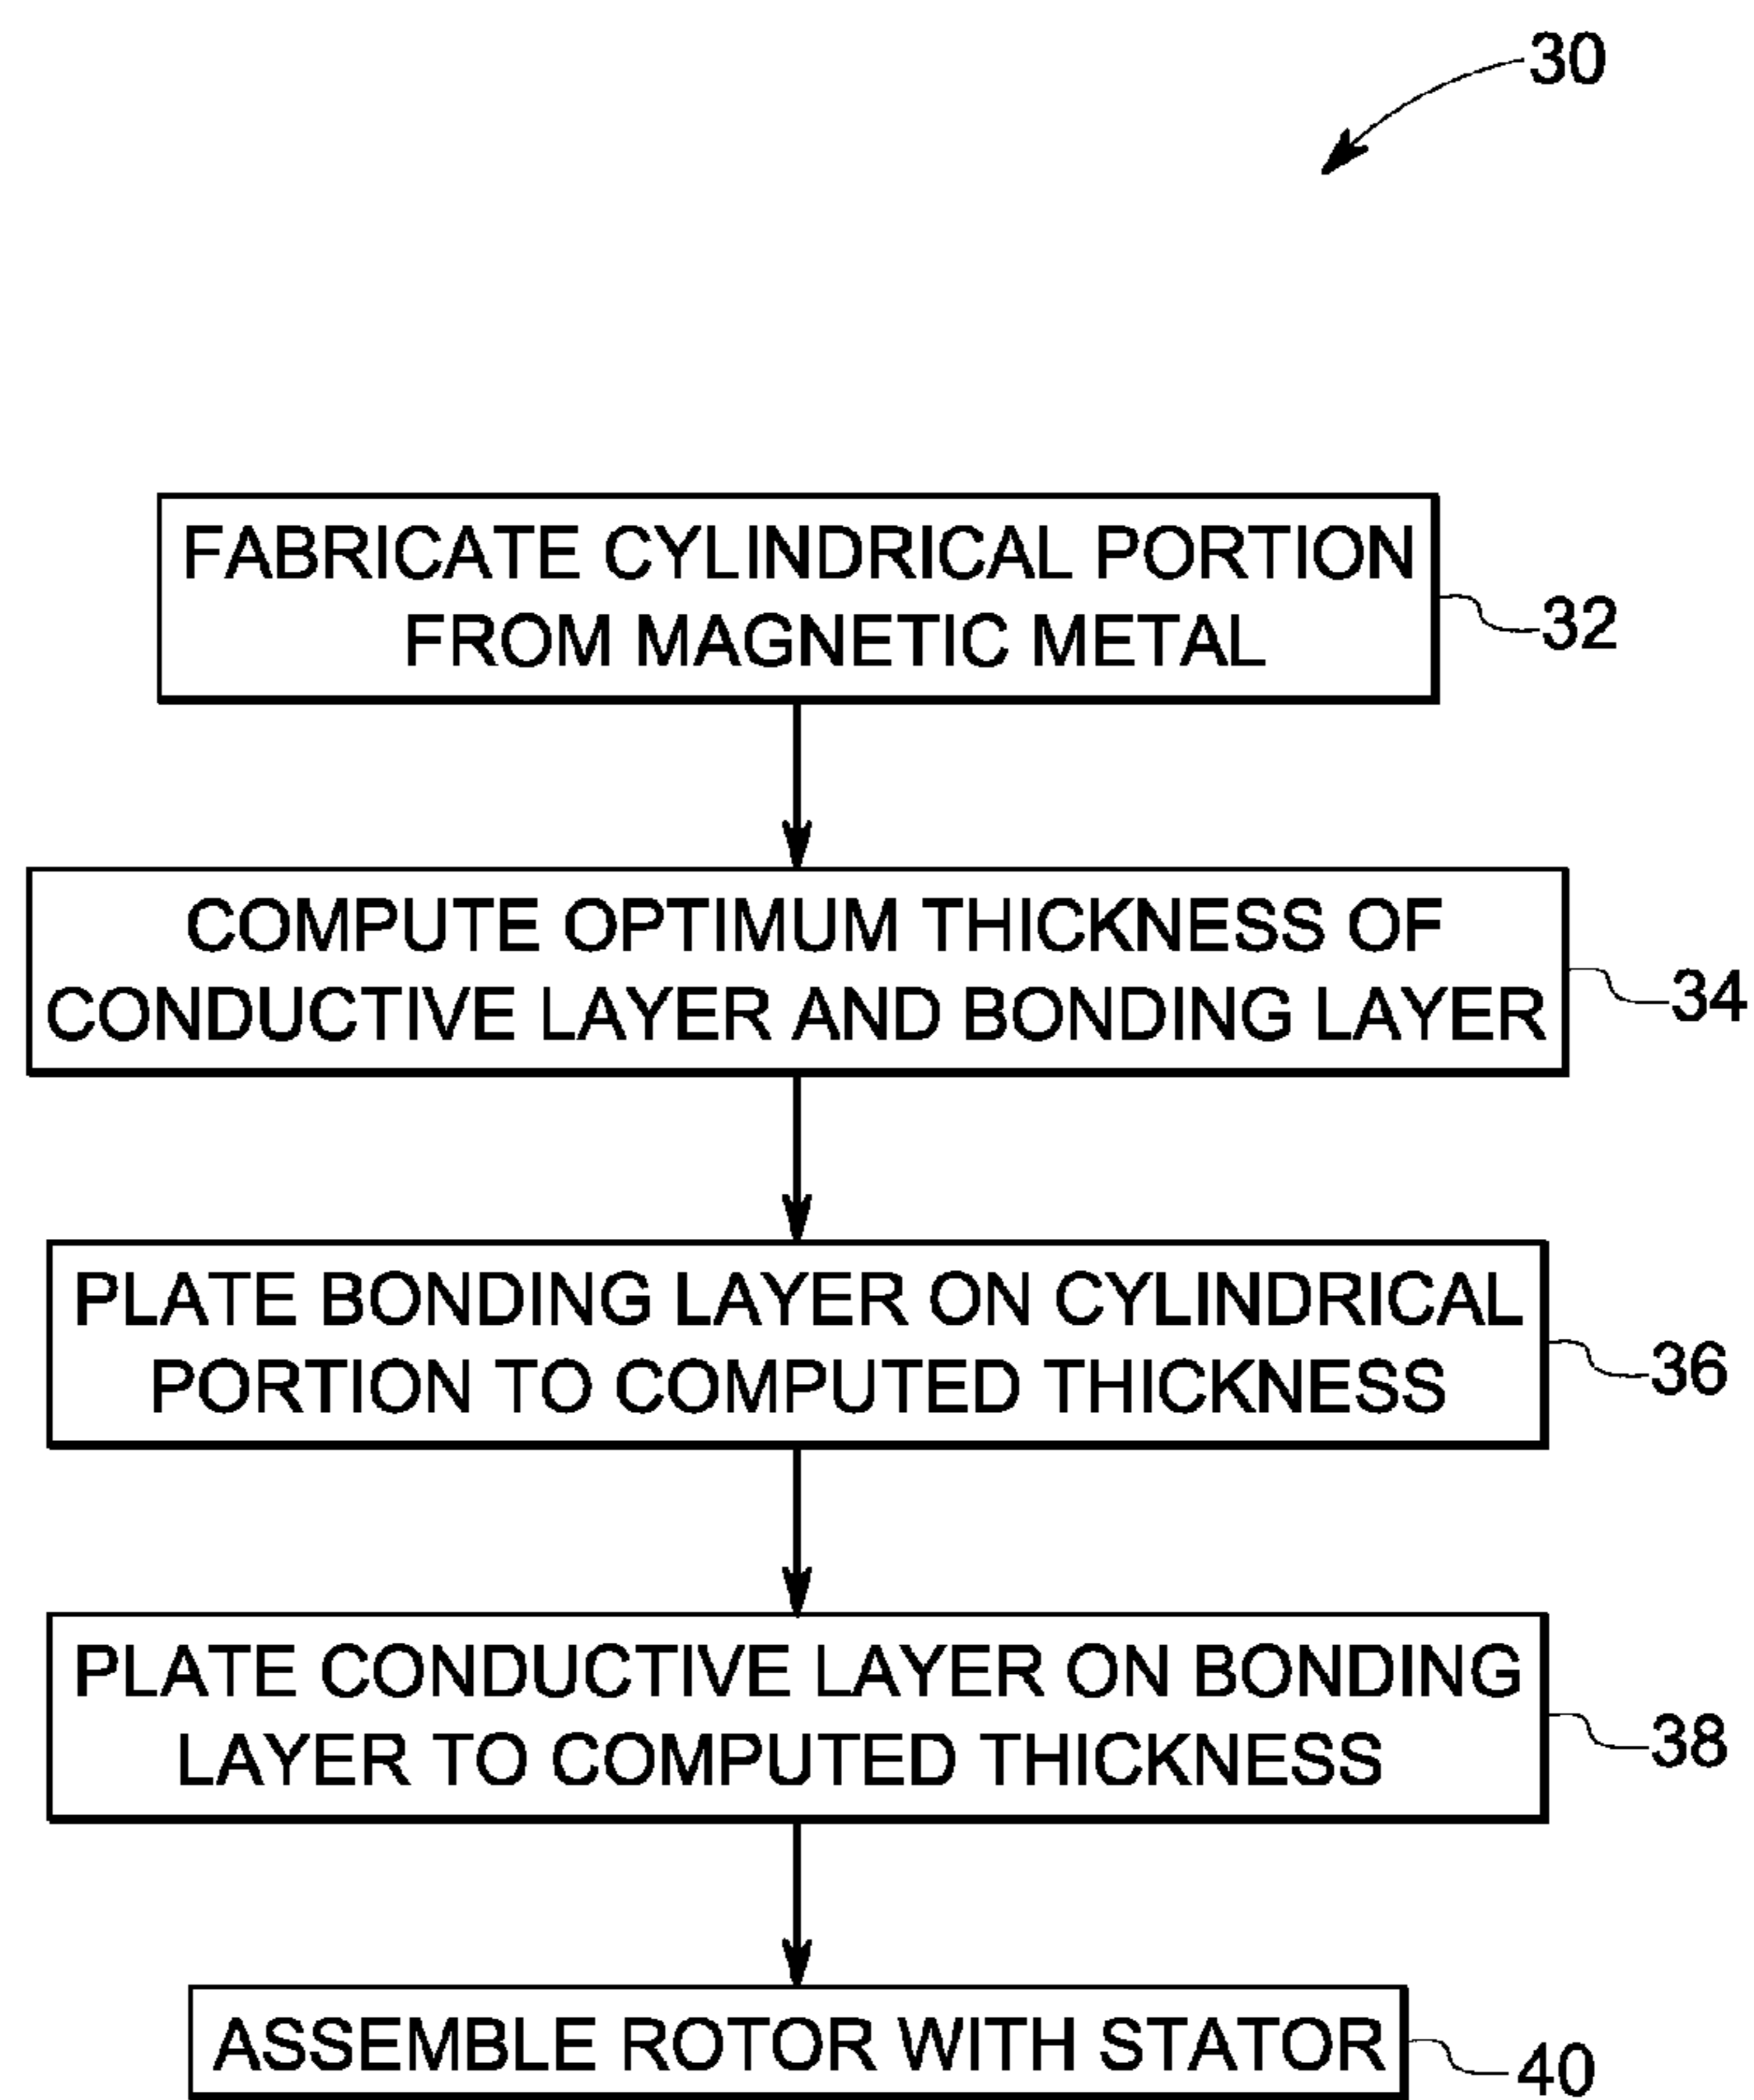 30
FABRICATE CYLINDRICAL PORTION
FROM MAGNETIC METAL
32
COMPUTE OPTIMUM THICKNESS OF
CONDUCTIVE LAYER AND BONDING LAYER
34
PLATE BONDING LAYER ON CYLINDRICAL
PORTION TO COMPUTED THICKNESS
36
PLATE CONDUCTIVE LAYER ON BONDING
LAYER TO COMPUTED THICKNESS
38
ASSEMBLE ROTOR WITH STATOR
40